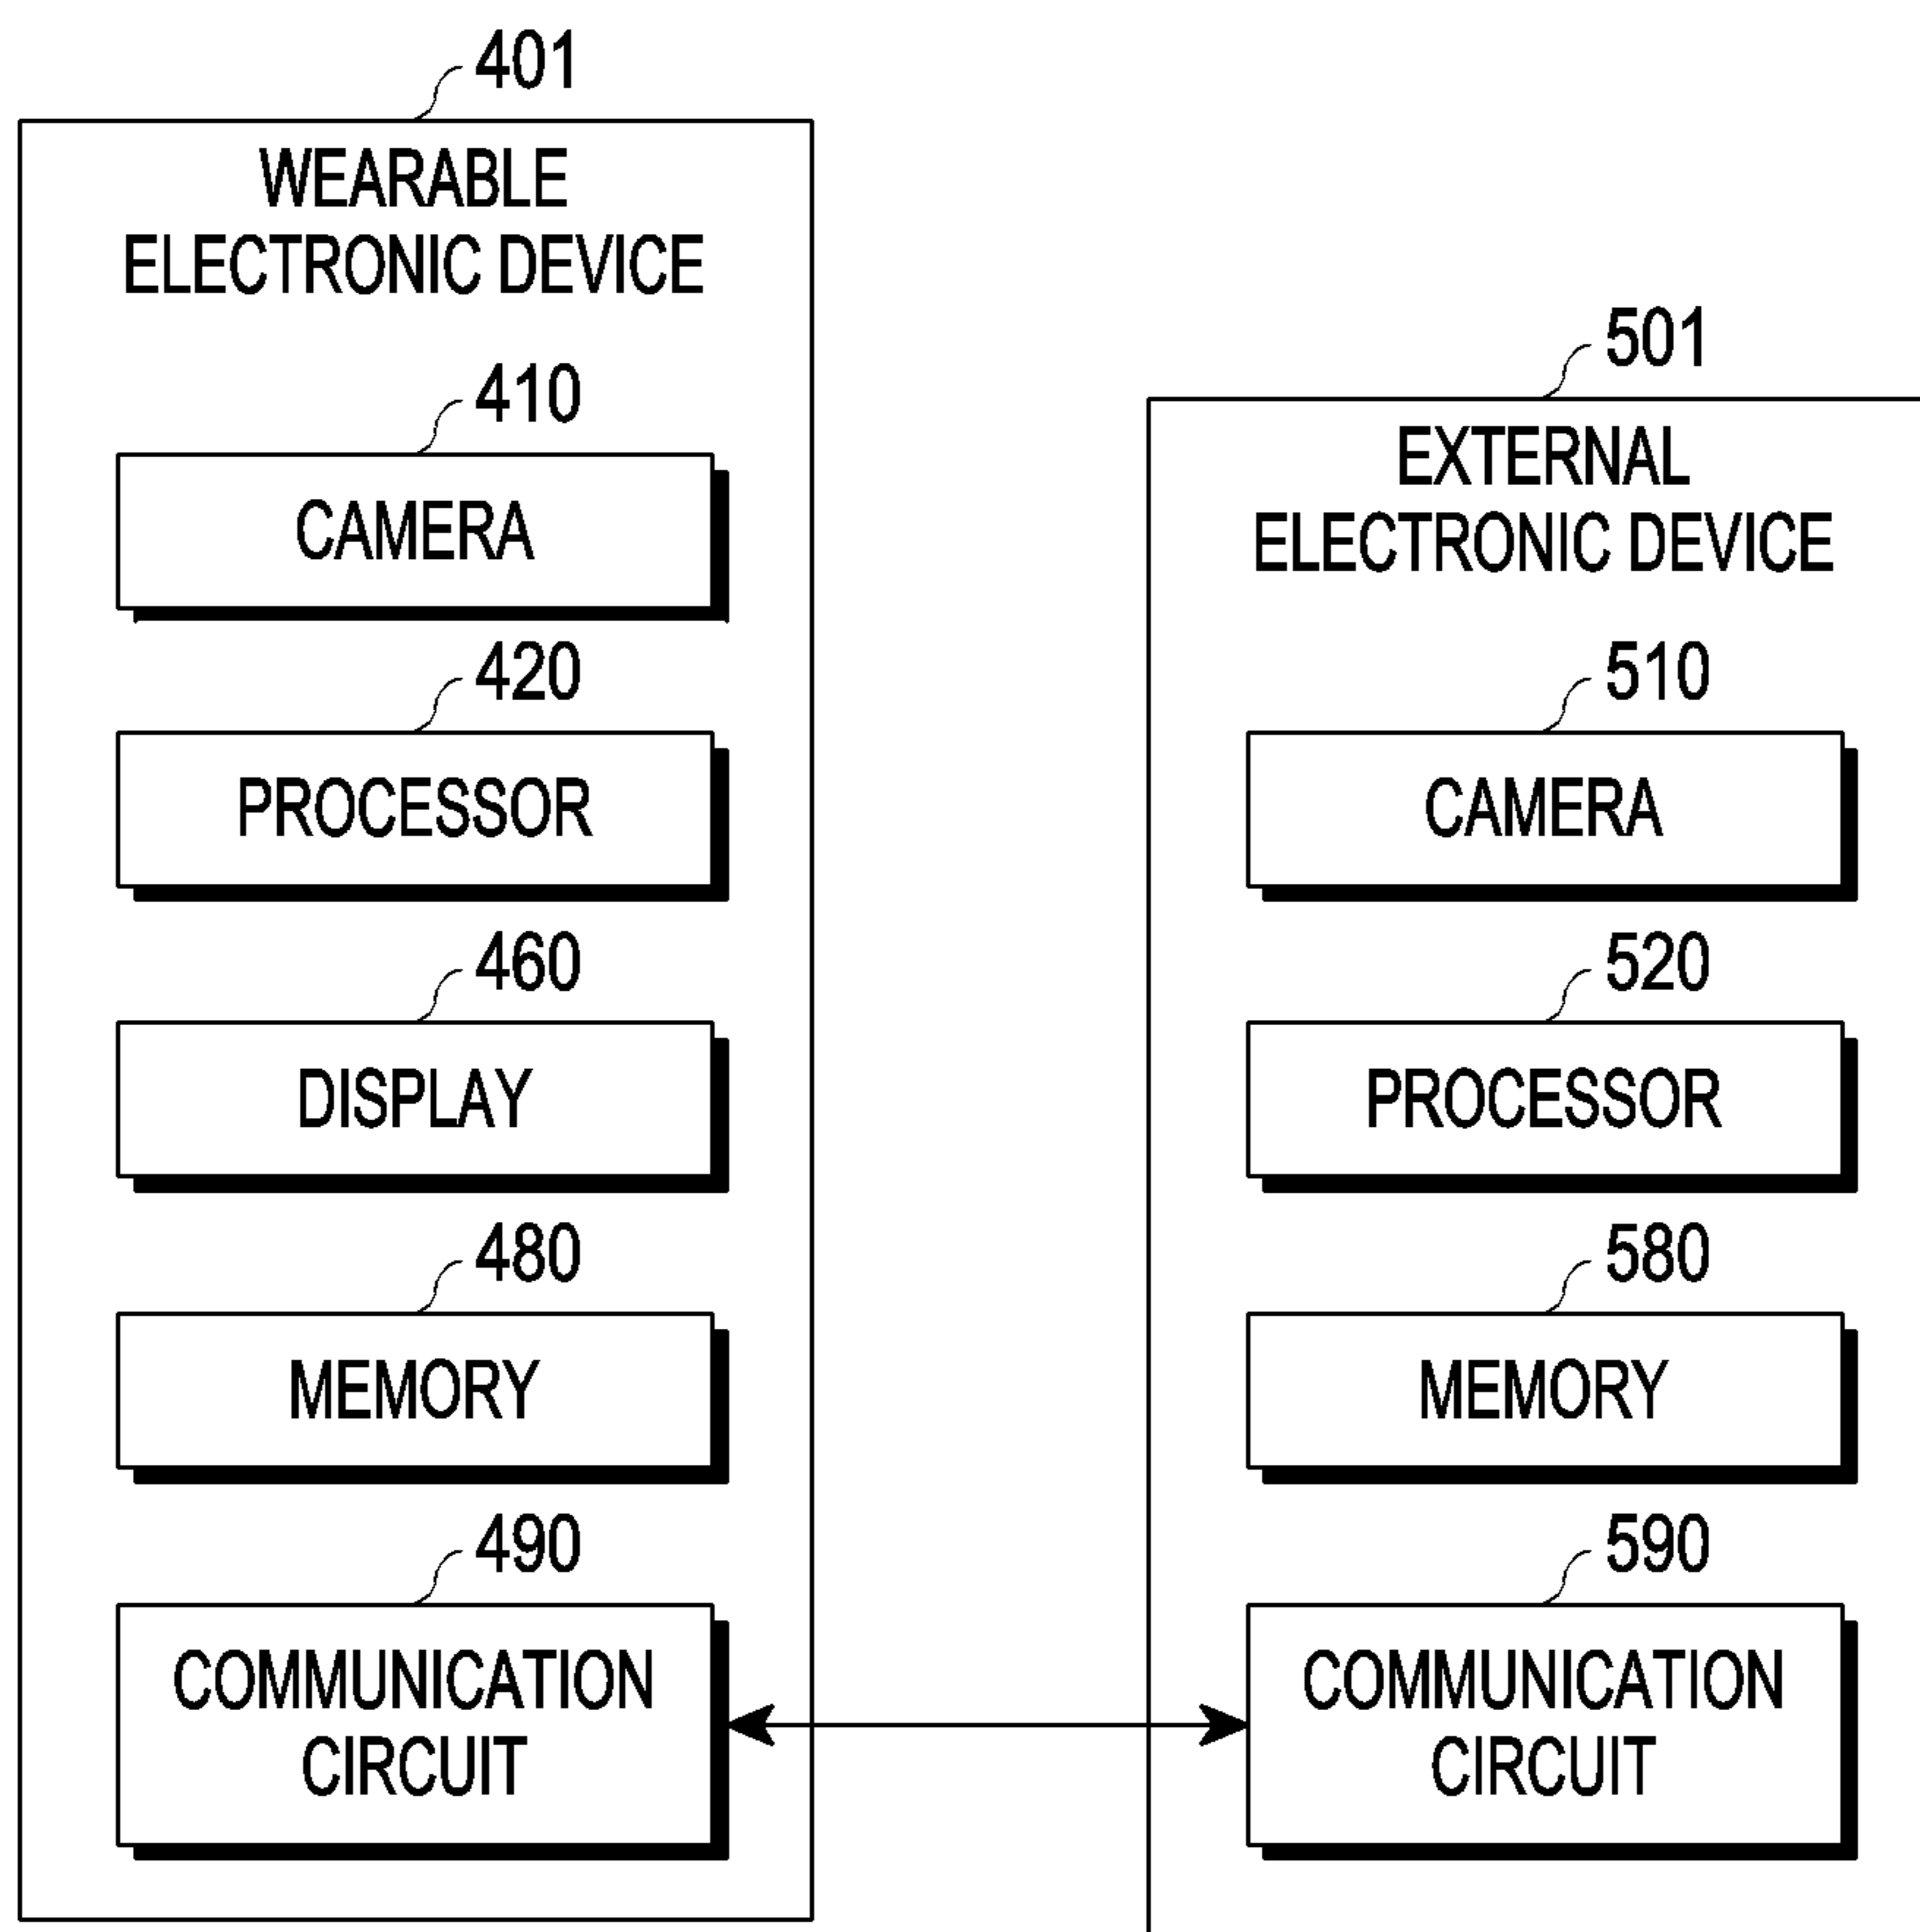 401
WEARABLE
ELECTRONIC DEVICE
410
CAMERA
420
PROCESSOR
460
DISPLAY
480
MEMORY
490
COMMUNICATION
CIRCUIT
501
EXTERNAL
ELECTRONIC DEVICE
510
CAMERA
520
PROCESSOR
580
MEMORY
590
COMMUNICATION
CIRCUIT